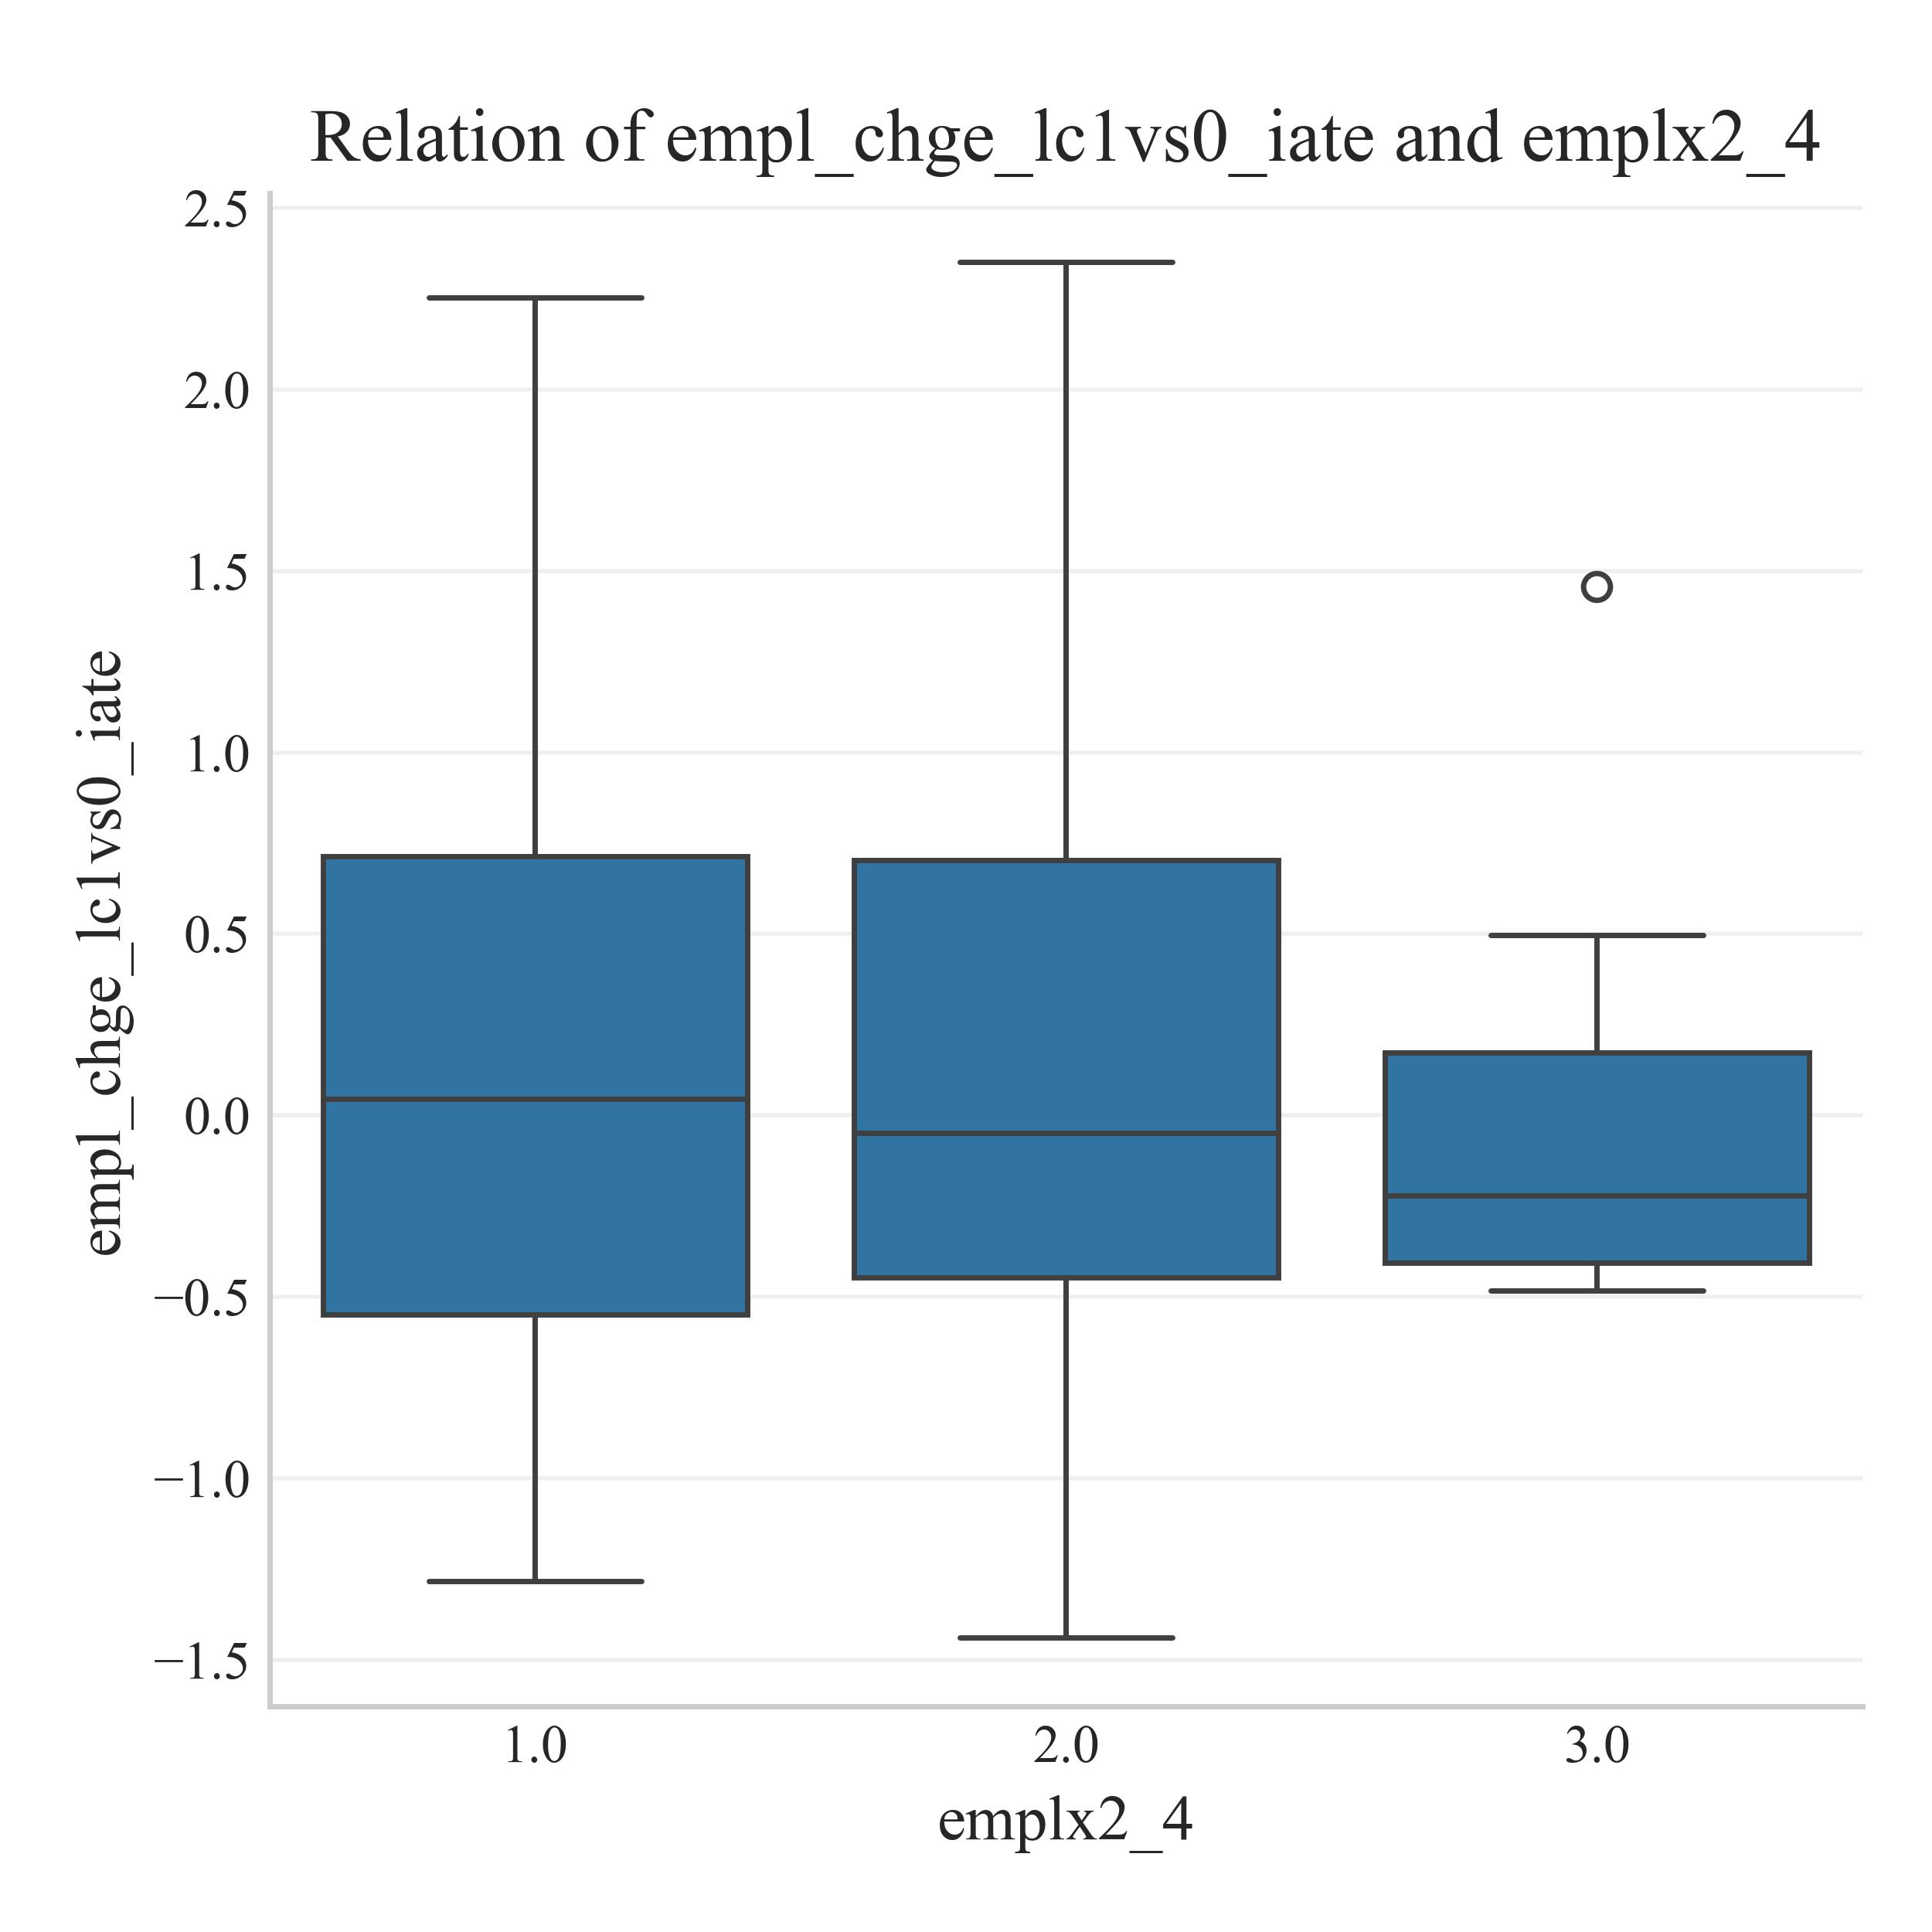 Relation of empl_chge_lc1vs0_iate and emplx2_4
2.5
2.0
1.5
1.0
0.5
0.0
−0.5
−1.0
−1.5
empl_chge_lc1vs0_iate
1.0 2.0 3.0
emplx2_4